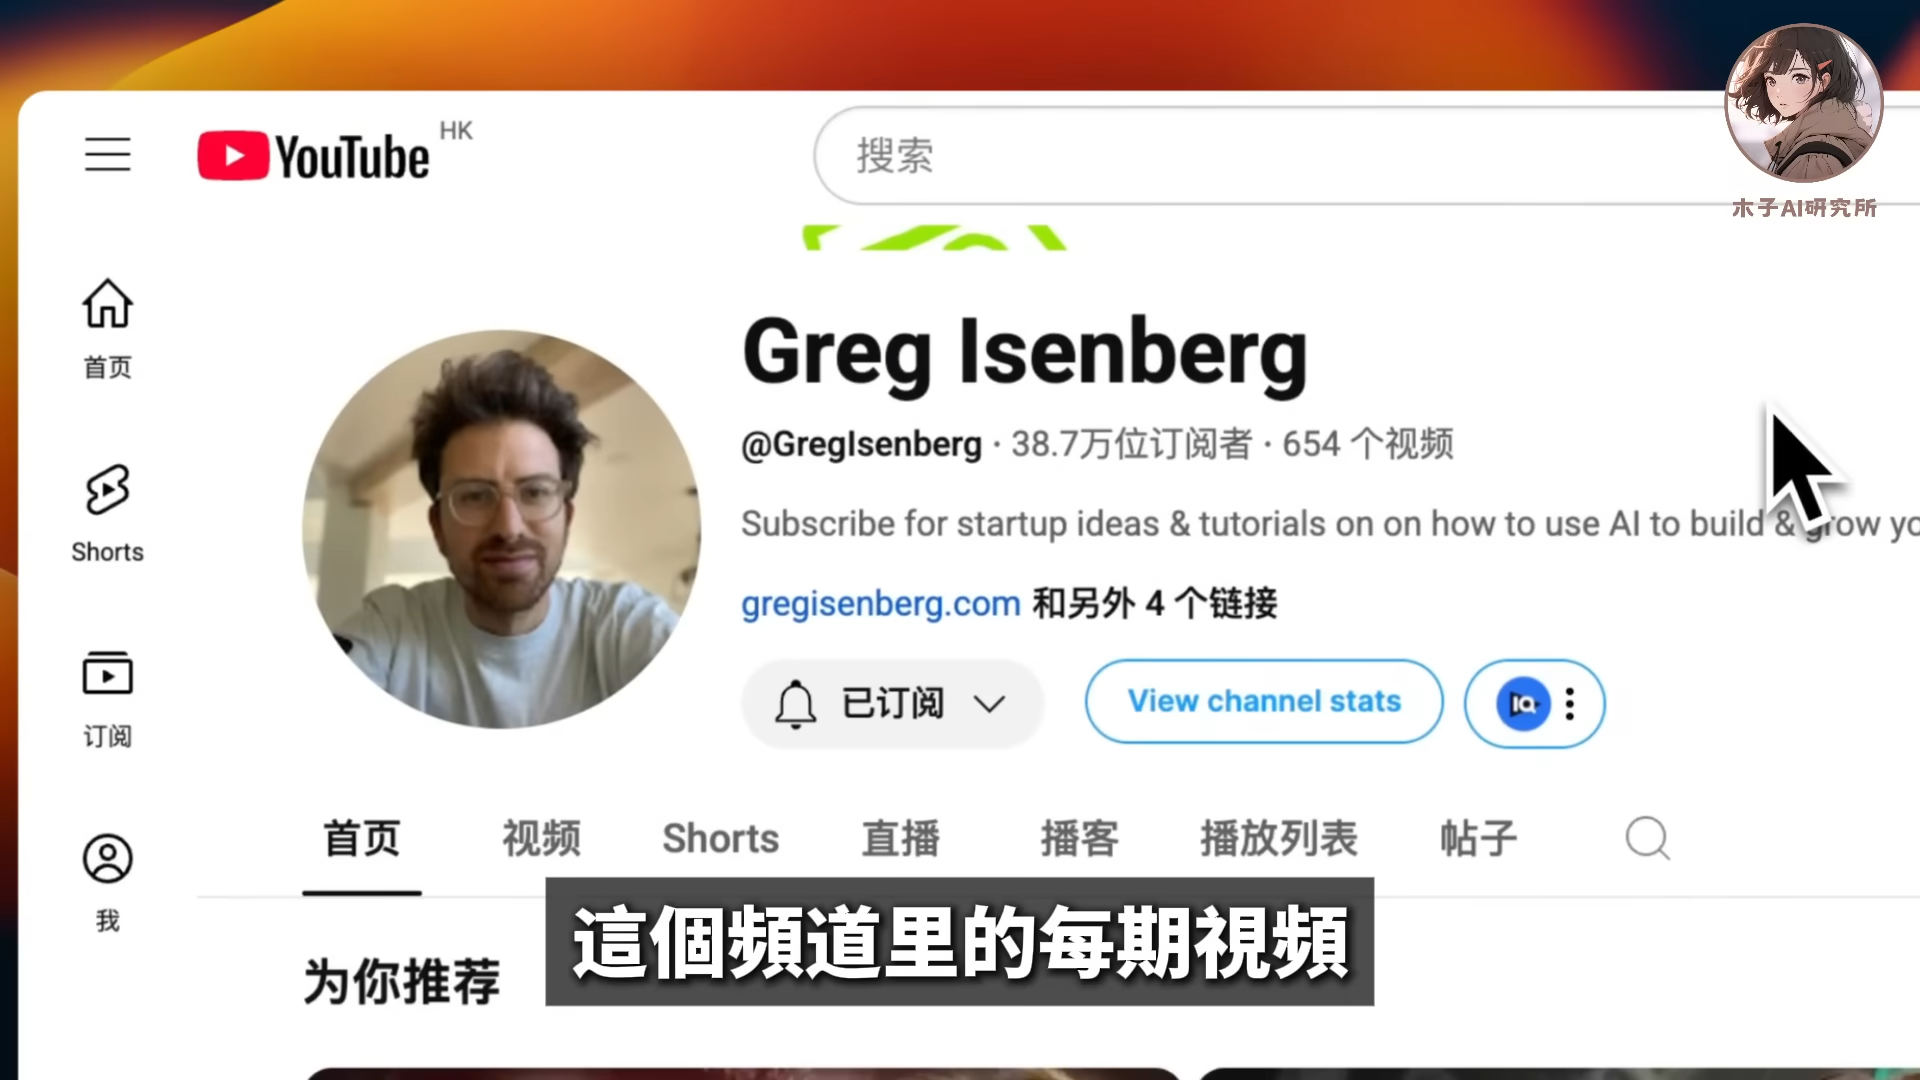 YouTube HK
搜索
木子AI研究所
首页
Shorts
订阅
我
Greg Isenberg
@GregIsenberg · 38.7万位订阅者 · 654 个视频
Subscribe for startup ideas & tutorials on on how to use AI to build & grow yo
gregisenberg.com 和另外 4 个链接
已订阅
View channel stats
首页 视频 Shorts 直播 播客 播放列表 帖子
為你推荐
這個頻道里的每期視頻